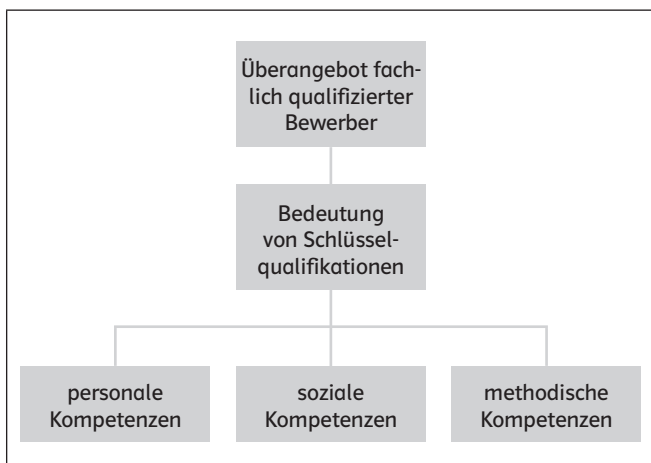 Überangebot fach-
lich qualifizierter
Bewerber
Bedeutung
von Schlüssel-
qualifikationen
personale
Kompetenzen
soziale
Kompetenzen
methodische
Kompetenzen